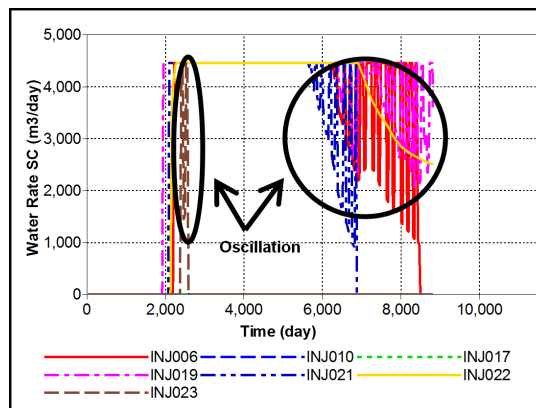 5,000
4,000
3,000
2,000
1,000
0
Water Rate SC (m3/day)
Oscillation
0 2,000 4,000 6,000 8,000 10,000
Time (day)
INJ006 INJ010 INJ017
INJ019 INJ021 INJ022
INJ023